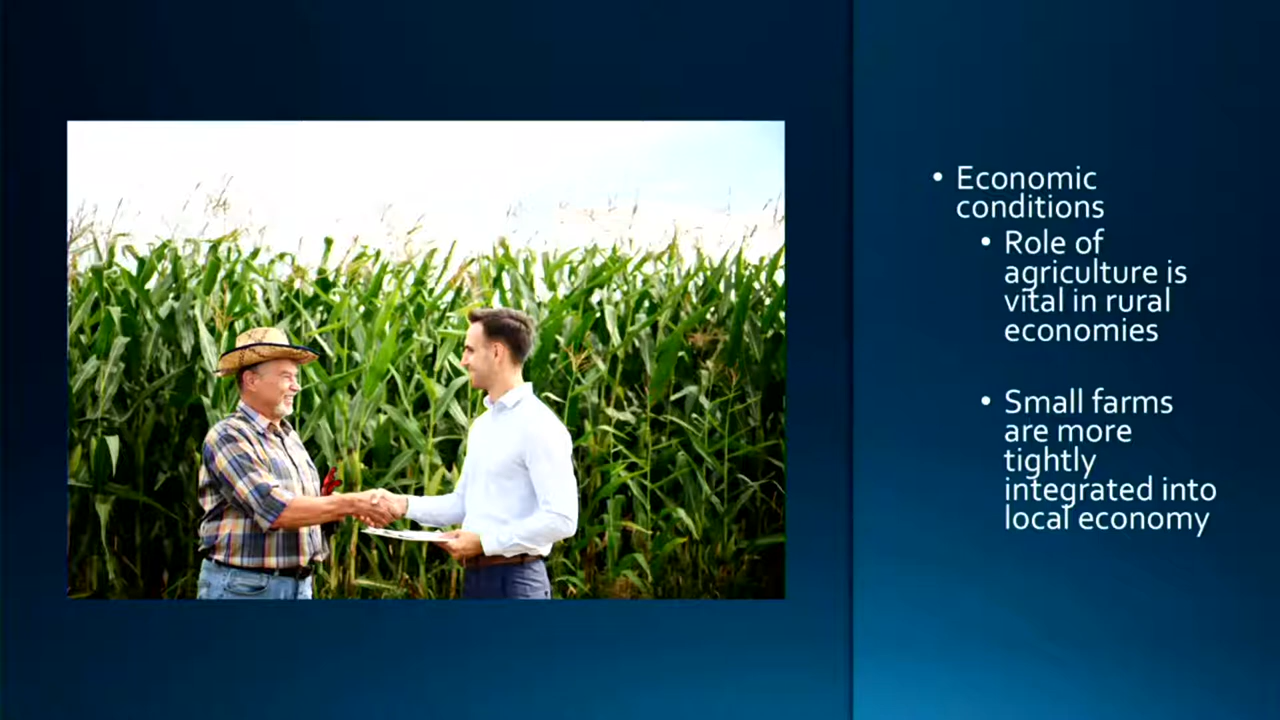 • Economic
conditions
• Role of
agriculture is
vital in rural
economies
• Small farms
are more
tightly
integrated into
local economy